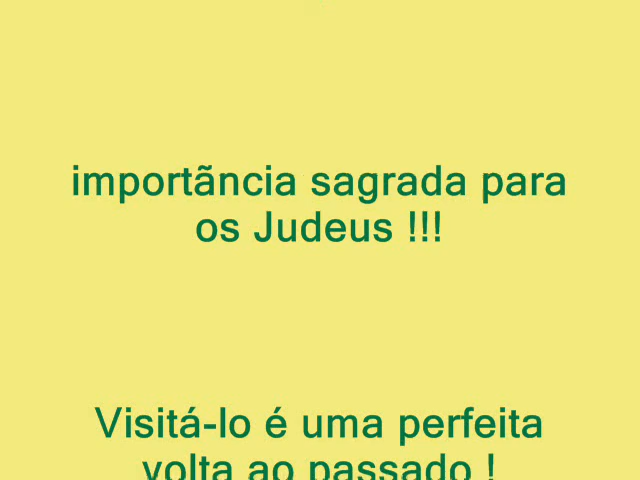 importãncia sagrada para
os Judeus !!!
Visitá-lo é uma perfeita
volta ao passado !